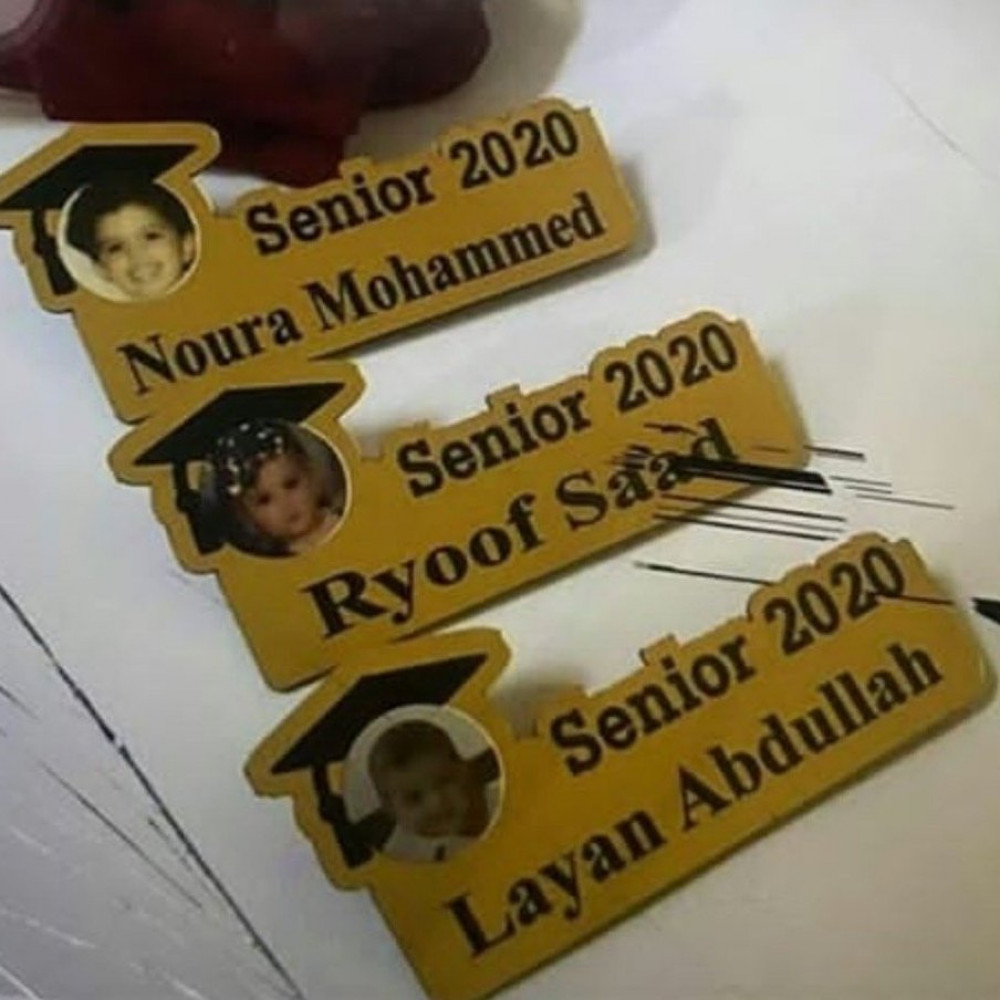 Senior 2020
Noura Mohammed
Senior 2020
Ryoof Saad
Senior 2020
Layan Abdullah